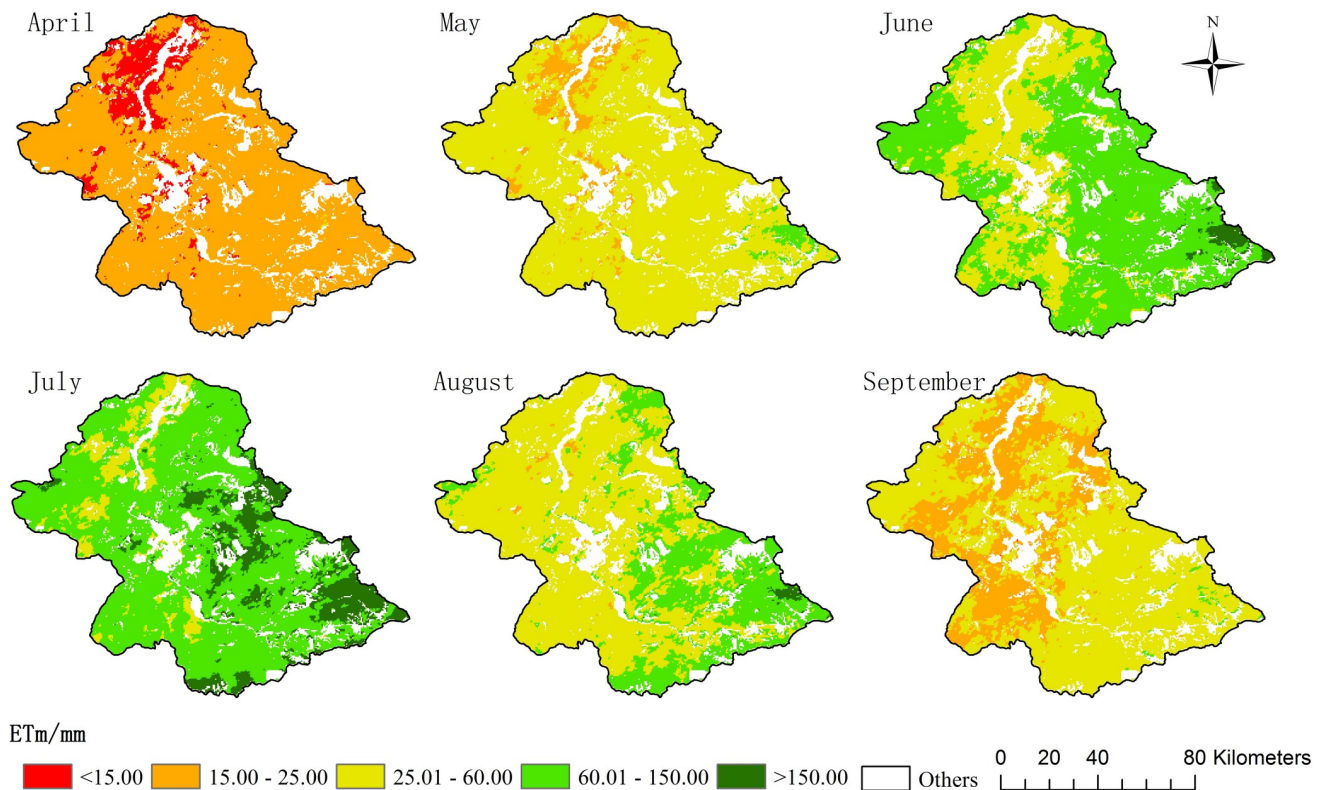 April
May
June
N
July
August
September
ETm/mm
<15.00
15.00 - 25.00
25.01 - 60.00
60.01 - 150.00
>150.00
Others
0 20 40 80 Kilometers